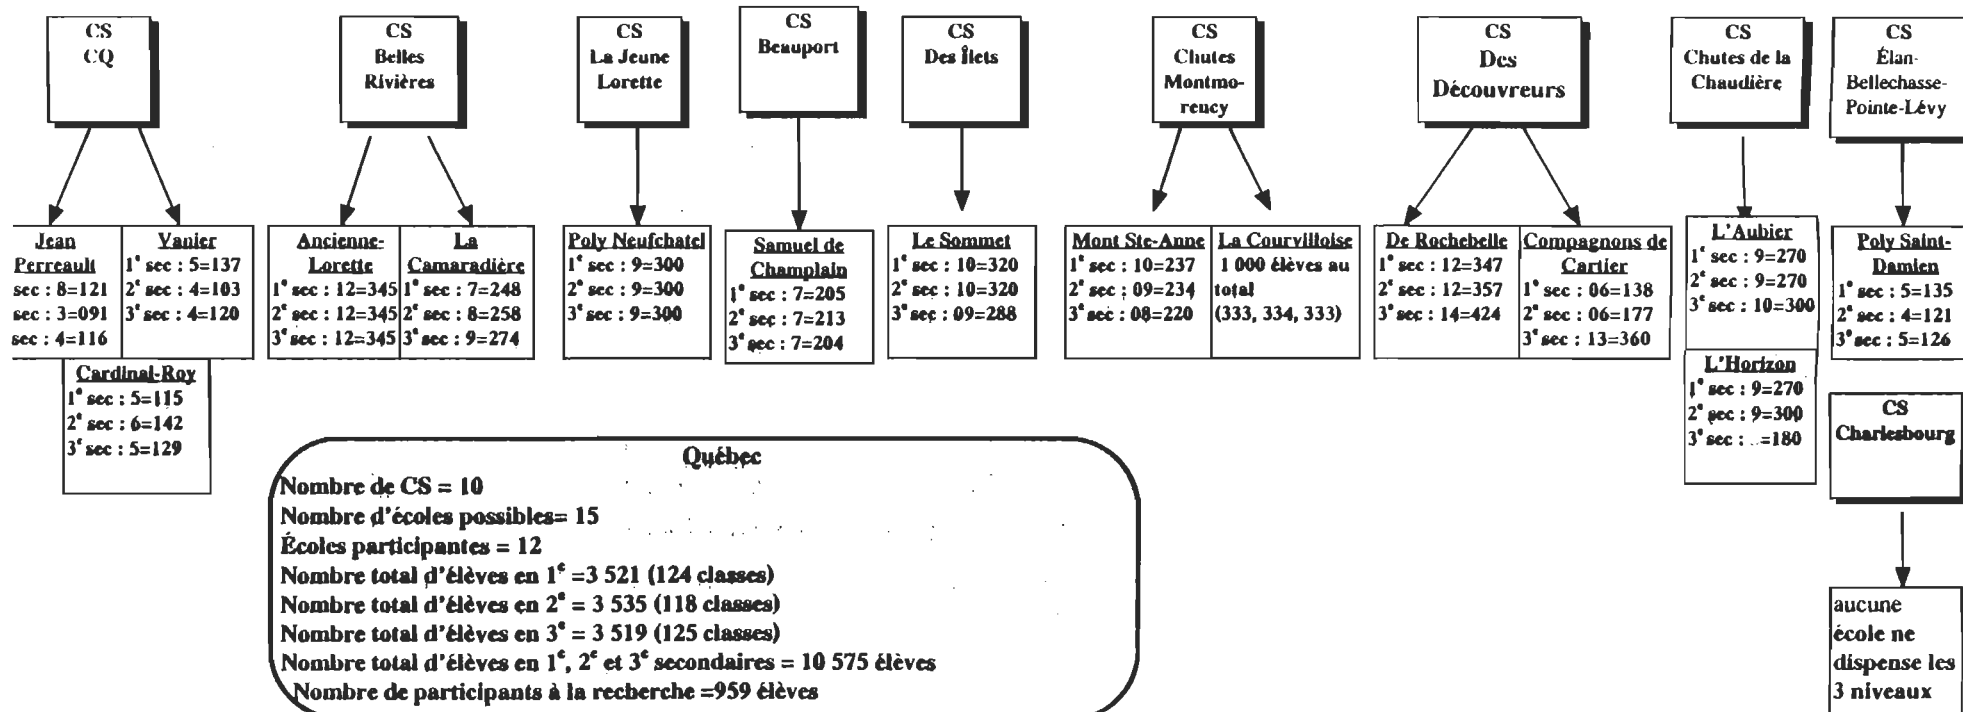 CS
CQ
CS
Belles
Rivières
CS
La Jeune
Lorette
CS
Beauport
CS
Des Îlets
CS
Chutes
Montmo-
rency
CS
Des
Découvreurs
CS
Chutes de la
Chaudière
CS
Élan-
Bellechasse-
Pointe-Lévy
Jean
Perreault
sec : 8=121
sec : 3=091
sec : 4=116
Vanier
1ᵉ sec : 5=137
2ᵉ sec : 4=103
3ᵉ sec : 4=120
Cardinal-Roy
1ᵉ sec : 5=115
2ᵉ sec : 6=142
3ᵉ sec : 5=129
Ancienne-
Lorette
1ᵉ sec : 12=345
2ᵉ sec : 12=345
3ᵉ sec : 12=345
La
Camaradière
1ᵉ sec : 7=248
2ᵉ sec : 8=258
3ᵉ sec : 9=274
Poly Neufchatel
1ᵉ sec : 9=300
2ᵉ sec : 9=300
3ᵉ sec : 9=300
Samuel de
Champlain
1ᵉ sec : 7=205
2ᵉ sec : 7=213
3ᵉ sec : 7=204
Le Sommet
1ᵉ sec : 10=320
2ᵉ sec : 10=320
3ᵉ sec : 09=288
Mont Ste-Anne
1ᵉ sec : 10=237
2ᵉ sec : 09=234
3ᵉ sec : 08=220
La Courvilloise
1 000 élèves au
total
(333, 334, 333)
De Rochebelle
1ᵉ sec : 12=347
2ᵉ sec : 12=357
3ᵉ sec : 14=424
Compagnons de
Cartier
1ᵉ sec : 06=138
2ᵉ sec : 06=177
3ᵉ sec : 13=360
L'Aubier
1ᵉ sec : 9=270
2ᵉ sec : 9=270
3ᵉ sec : 10=300
L'Horizon
1ᵉ sec : 9=270
2ᵉ sec : 9=300
3ᵉ sec : =180
Poly Saint-
Damien
1ᵉ sec : 5=135
2ᵉ sec : 4=121
3ᵉ sec : 5=126
CS
Charlesbourg
aucune
école ne
dispense les
3 niveaux
Québec
Nombre de CS = 10
Nombre d'écoles possibles= 15
Écoles participantes = 12
Nombre total d'élèves en 1ᵉ =3 521 (124 classes)
Nombre total d'élèves en 2ᵉ = 3 535 (118 classes)
Nombre total d'élèves en 3ᵉ = 3 519 (125 classes)
Nombre total d'élèves en 1ᵉ, 2ᵉ et 3ᵉ secondaires = 10 575 élèves
Nombre de participants à la recherche =959 élèves